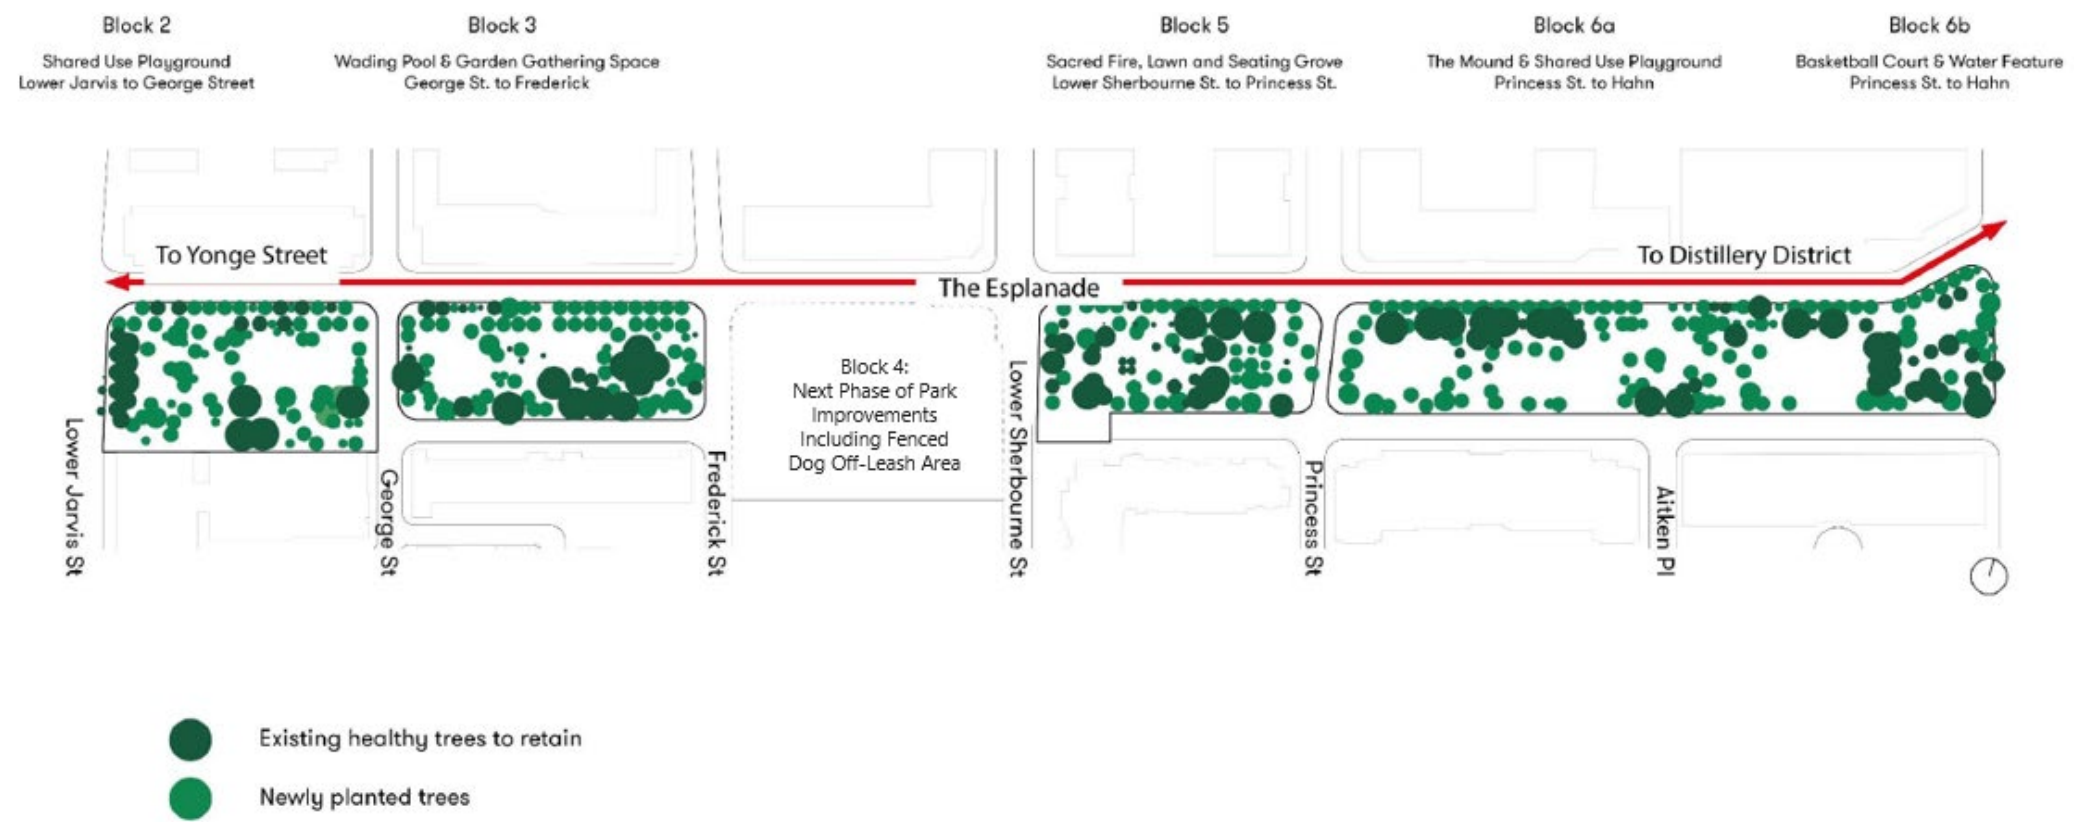 Block 2
Shared Use Playground
Lower Jarvis to George Street
Block 3
Wading Pool & Garden Gathering Space
George St. to Frederick
Block 5
Sacred Fire, Lawn and Seating Grove
Lower Sherbourne St. to Princess St.
Block 6a
The Mound & Shared Use Playground
Princess St. to Hahn
Block 6b
Basketball Court & Water Feature
Princess St. to Hahn
To Yonge Street
The Esplanade
To Distillery District
Block 4:
Next Phase of Park
Improvements
Including Fenced
Dog Off-Leash Area
Lower Jarvis St
George St
Frederick St
Lower Sherbourne St
Princess St
Aitken Pl
Existing healthy trees to retain
Newly planted trees